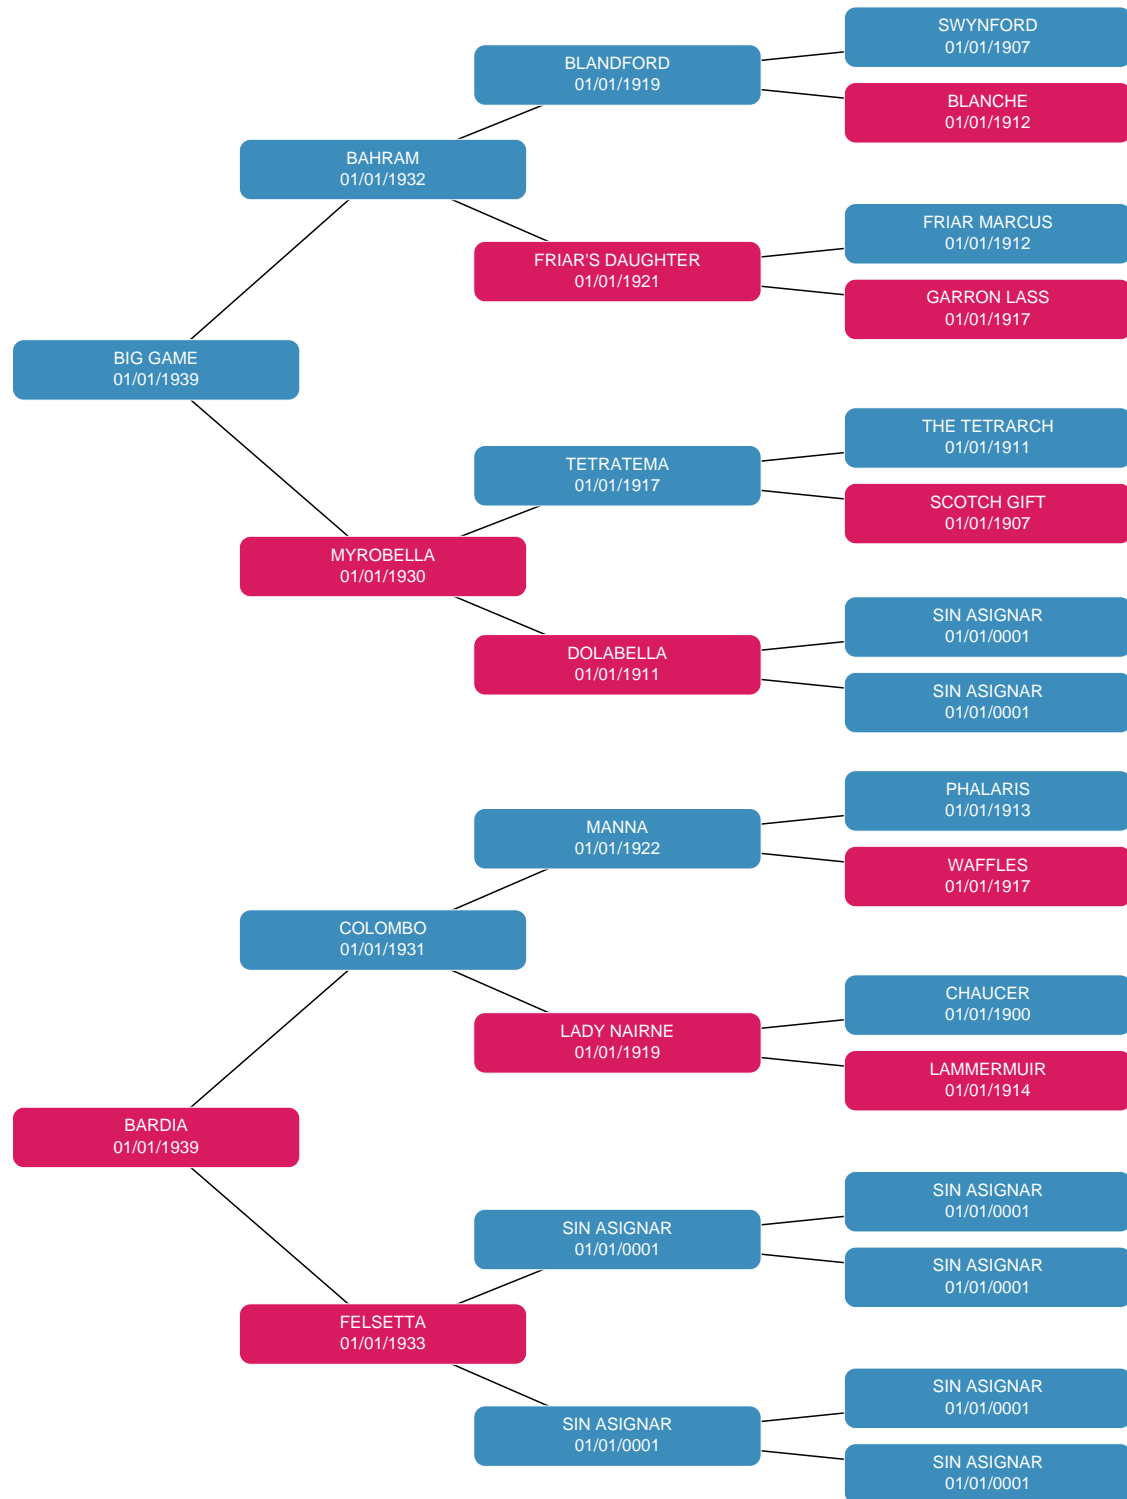 SWYNFORD
01/01/1907
BLANDFORD
01/01/1919
BLANCHE
01/01/1912
BAHRAM
01/01/1932
FRIAR MARCUS
01/01/1912
FRIAR'S DAUGHTER
01/01/1921
GARRON LASS
01/01/1917
BIG GAME
01/01/1939
THE TETRARCH
01/01/1911
TETRATEMA
01/01/1917
SCOTCH GIFT
01/01/1907
MYROBELLA
01/01/1930
SIN ASIGNAR
01/01/0001
DOLABELLA
01/01/1911
SIN ASIGNAR
01/01/0001
PHALARIS
01/01/1913
MANNA
01/01/1922
WAFFLES
01/01/1917
COLOMBO
01/01/1931
CHAUCER
01/01/1900
LADY NAIRNE
01/01/1919
LAMMERMUIR
01/01/1914
BARDIA
01/01/1939
SIN ASIGNAR
01/01/0001
SIN ASIGNAR
01/01/0001
SIN ASIGNAR
01/01/0001
FELSETTA
01/01/1933
SIN ASIGNAR
01/01/0001
SIN ASIGNAR
01/01/0001
SIN ASIGNAR
01/01/0001